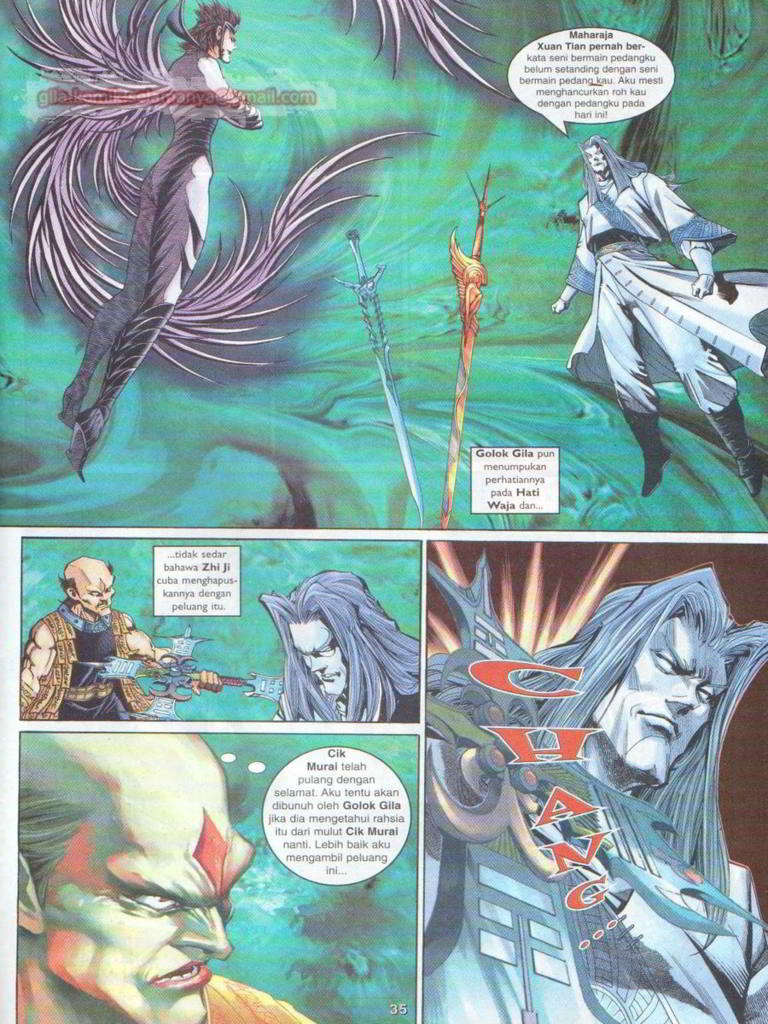 Maharaja
Xuan Tian pernah ber-
kata seni bermain pedangku
belum setanding dengan seni
bermain pedang kau. Aku mesti
menghancurkan roh kau
dengan pedangku pada
hari ini!
Golok Gila pun
menumpukan
perhatiannya
pada Hati
Waja dan...
...tidak sedar
bahawa Zhi Ji
cuba menghapus-
kannya dengan
peluang itu.
Cik
Murai telah
pulang dengan
selamat. Aku tentu akan
dibunuh oleh Golok Gila
jika dia mengetahui rahsia
itu dari mulut Cik Murai
nanti. Lebih baik aku
mengambil peluang
ini...
CHANG...
35